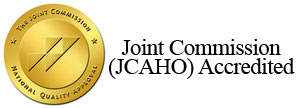 THE JOINT COMMISSION
NATIONAL QUALITY APPROVAL
Joint Commission
(JCAHO) Accredited